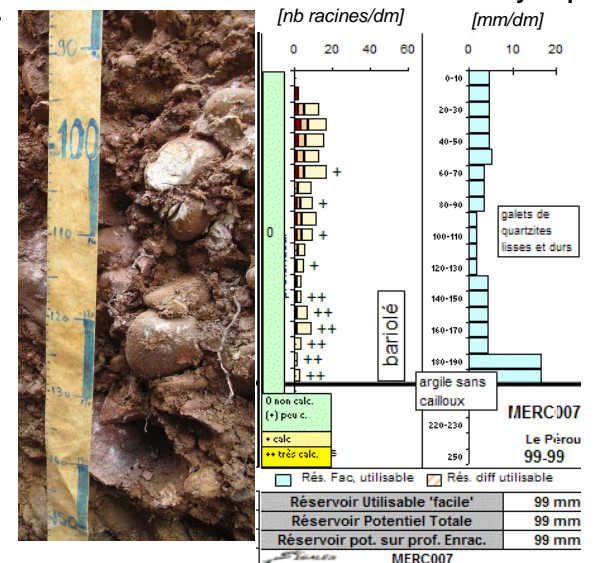 [nb racines/dm]
[mm/dm]
0 20 40 60
0 10 20
90
100
110
120
130
140
150
0-10
20-30
40-50
60-70
80-90
100-110
120-130
140-150
160-170
180-190
220-230
250
0
+
+
+
+
++
++
++
++
++
++
bariolé
galets de
quartzites
lisses et durs
argile sans
cailloux
0 non calc.
(+) peu c.
+ calc
++ très calc.
MERC007
Le Pérou
99-99
Rés. Fac, utilisable
Rés. diff utilisable
Réservoir Utilisable 'facile' 99 mm
Réservoir Potentiel Totale 99 mm
Réservoir pot. sur prof. Enrac. 99 mm
SIGALES
MERC007